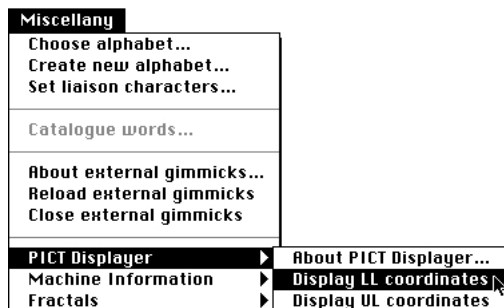 Miscellany
Choose alphabet...
Create new alphabet...
Set liaison characters...
Catalogue words...
About external gimmicks...
Reload external gimmicks
Close external gimmicks
PICT Displayer
Machine Information
Fractals
About PICT Displayer...
Display LL coordinates
Display UL coordinates